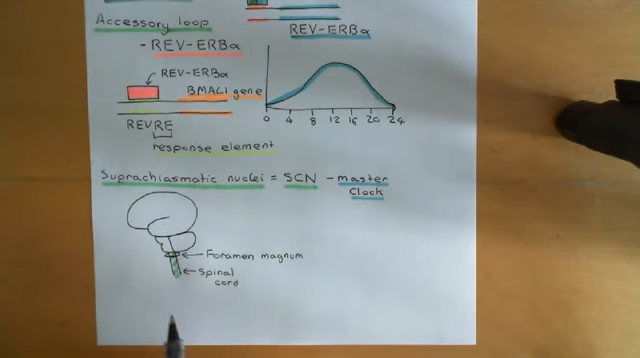 Accessory loop
REV-ERBα
- REV-ERBα
REV-ERBα
BMAL1 gene
REVRE
response element
0 4 8 12 16 20 24
Suprachiasmatic nuclei = SCN - master
clock
Foramen magnum
Spinal
cord